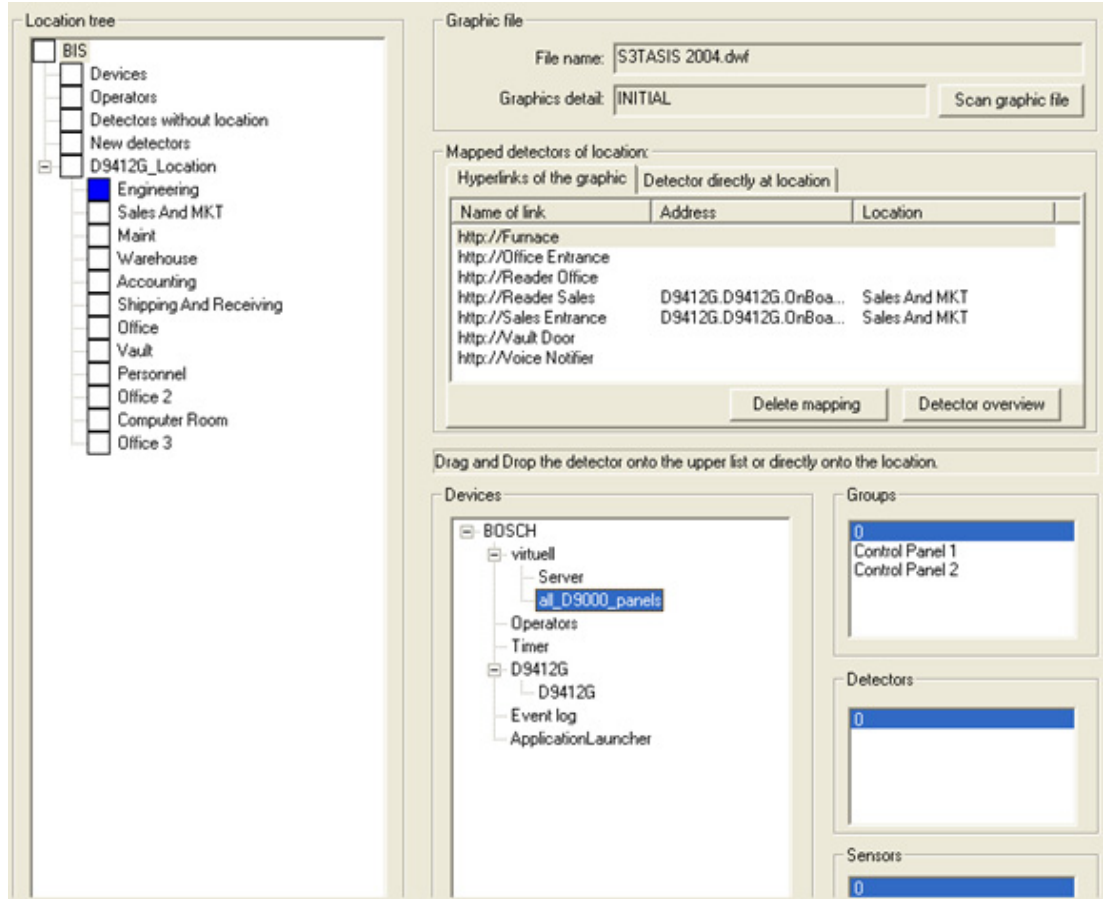 Location tree
BIS
Devices
Operators
Detectors without location
New detectors
D9412G_Location
Engineering
Sales And MKT
Maint
Warehouse
Accounting
Shipping And Receiving
Office
Vault
Personnel
Office 2
Computer Room
Office 3
Graphic file
File name: S3TASIS 2004.dwf
Graphics detail: INITIAL Scan graphic file
Mapped detectors of location:
Hyperlinks of the graphic Detector directly at location
Name of link Address Location
http://Furnace
http://Office Entrance
http://Reader Office
http://Reader Sales D9412G.D9412G.OnBoa... Sales And MKT
http://Sales Entrance D9412G.D9412G.OnBoa... Sales And MKT
http://Vault Door
http://Voice Notifier
Delete mapping Detector overview
Drag and Drop the detector onto the upper list or directly onto the location.
Devices
BOSCH
virtuell
Server
all_D9000_panels
Operators
Timer
D9412G
D9412G
Event log
ApplicationLauncher
Groups
0
Control Panel 1
Control Panel 2
Detectors
0
Sensors
0